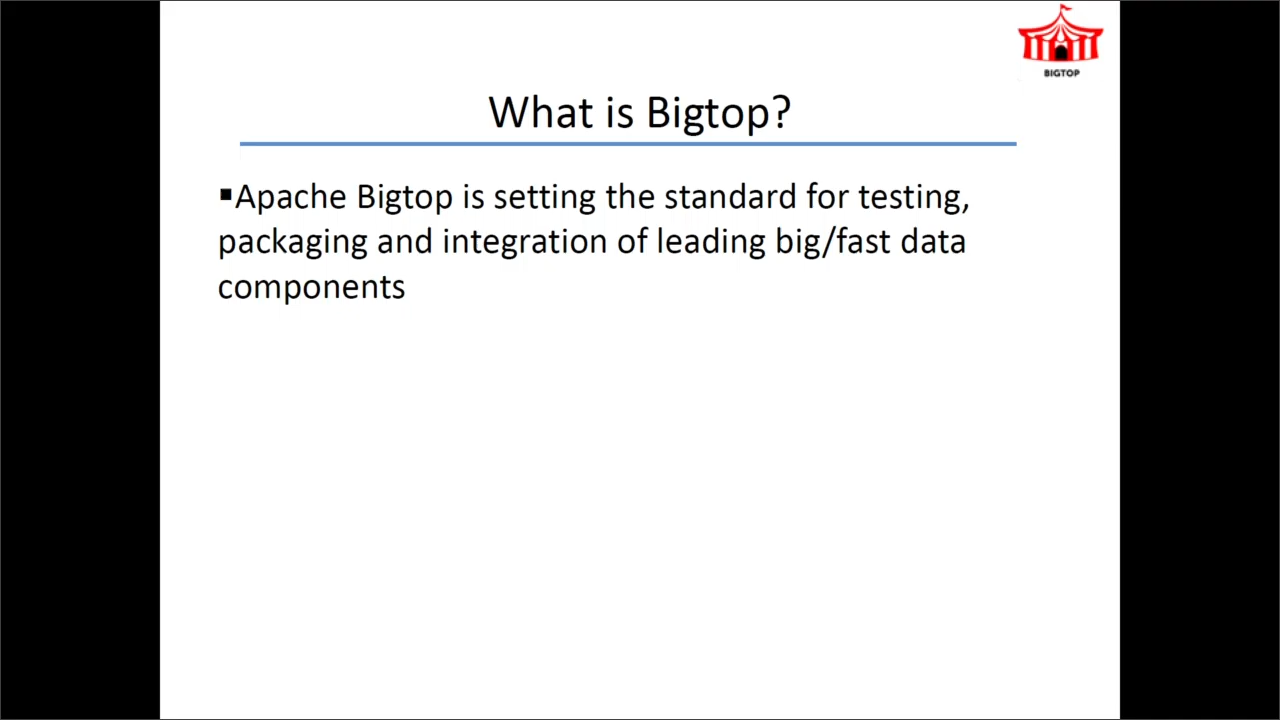 BIGTOP
What is Bigtop?
▪Apache Bigtop is setting the standard for testing,
packaging and integration of leading big/fast data
components